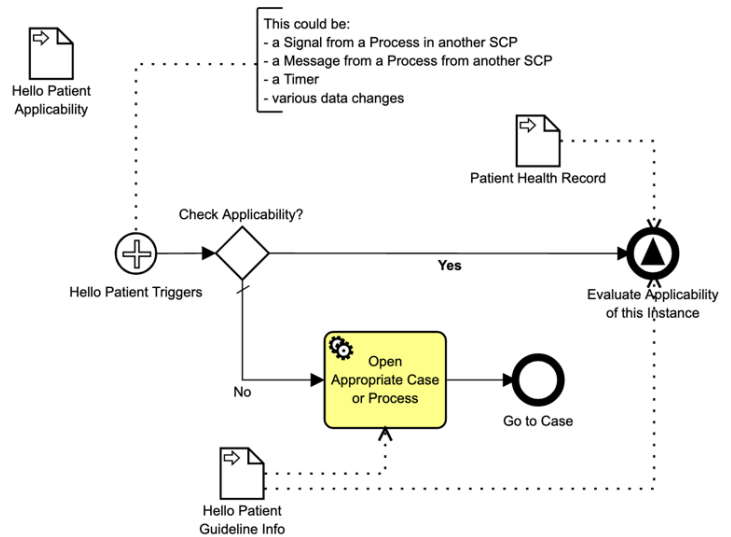 This could be:
- a Signal from a Process in another SCP
- a Message from a Process from another SCP
- a Timer
- various data changes
Hello Patient
Applicability
Patient Health Record
Check Applicability?
Hello Patient Triggers
Yes
Evaluate Applicability
of this Instance
Open
Appropriate Case
or Process
No
Go to Case
Hello Patient
Guideline Info